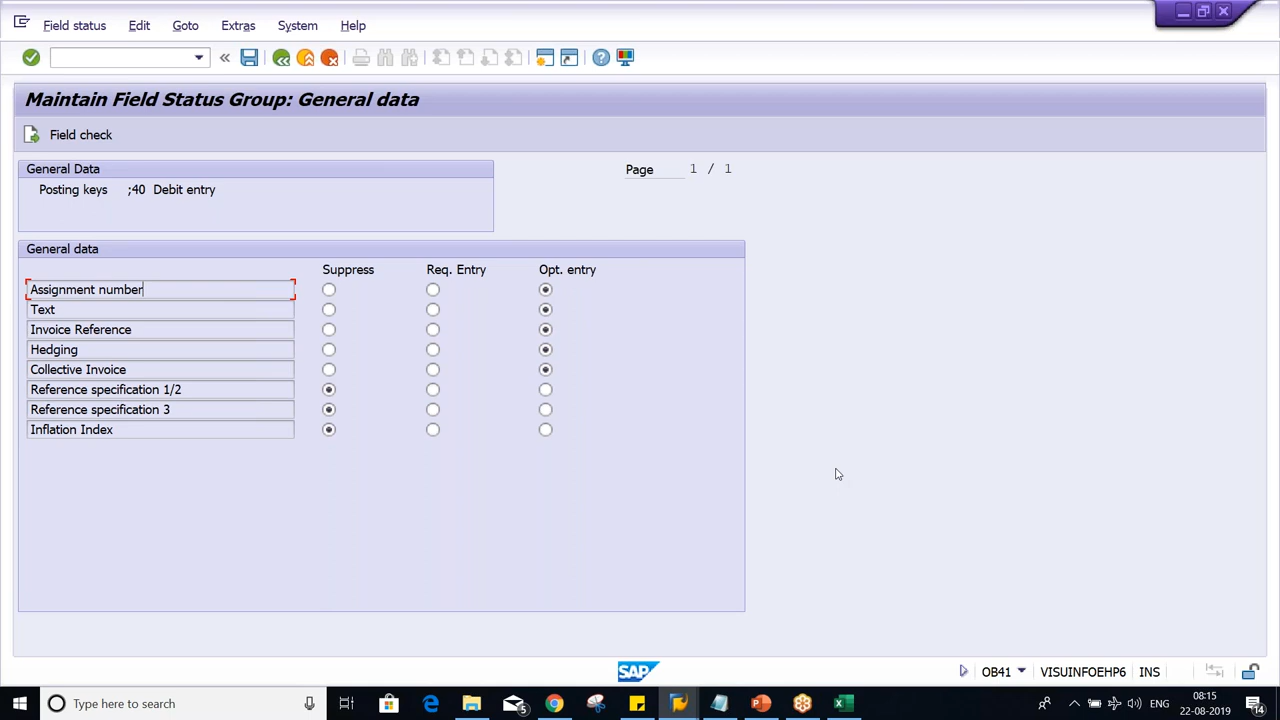 Field status Edit Goto Extras System Help
Maintain Field Status Group: General data
Field check
General Data
Page 1 / 1
Posting keys ;40 Debit entry
General data
Suppress Req. Entry Opt. entry
Assignment number
Text
Invoice Reference
Hedging
Collective Invoice
Reference specification 1/2
Reference specification 3
Inflation Index
SAP OB41 VISUINFOEHP6 INS
Type here to search
5
ENG
08:15
22-08-2019
14